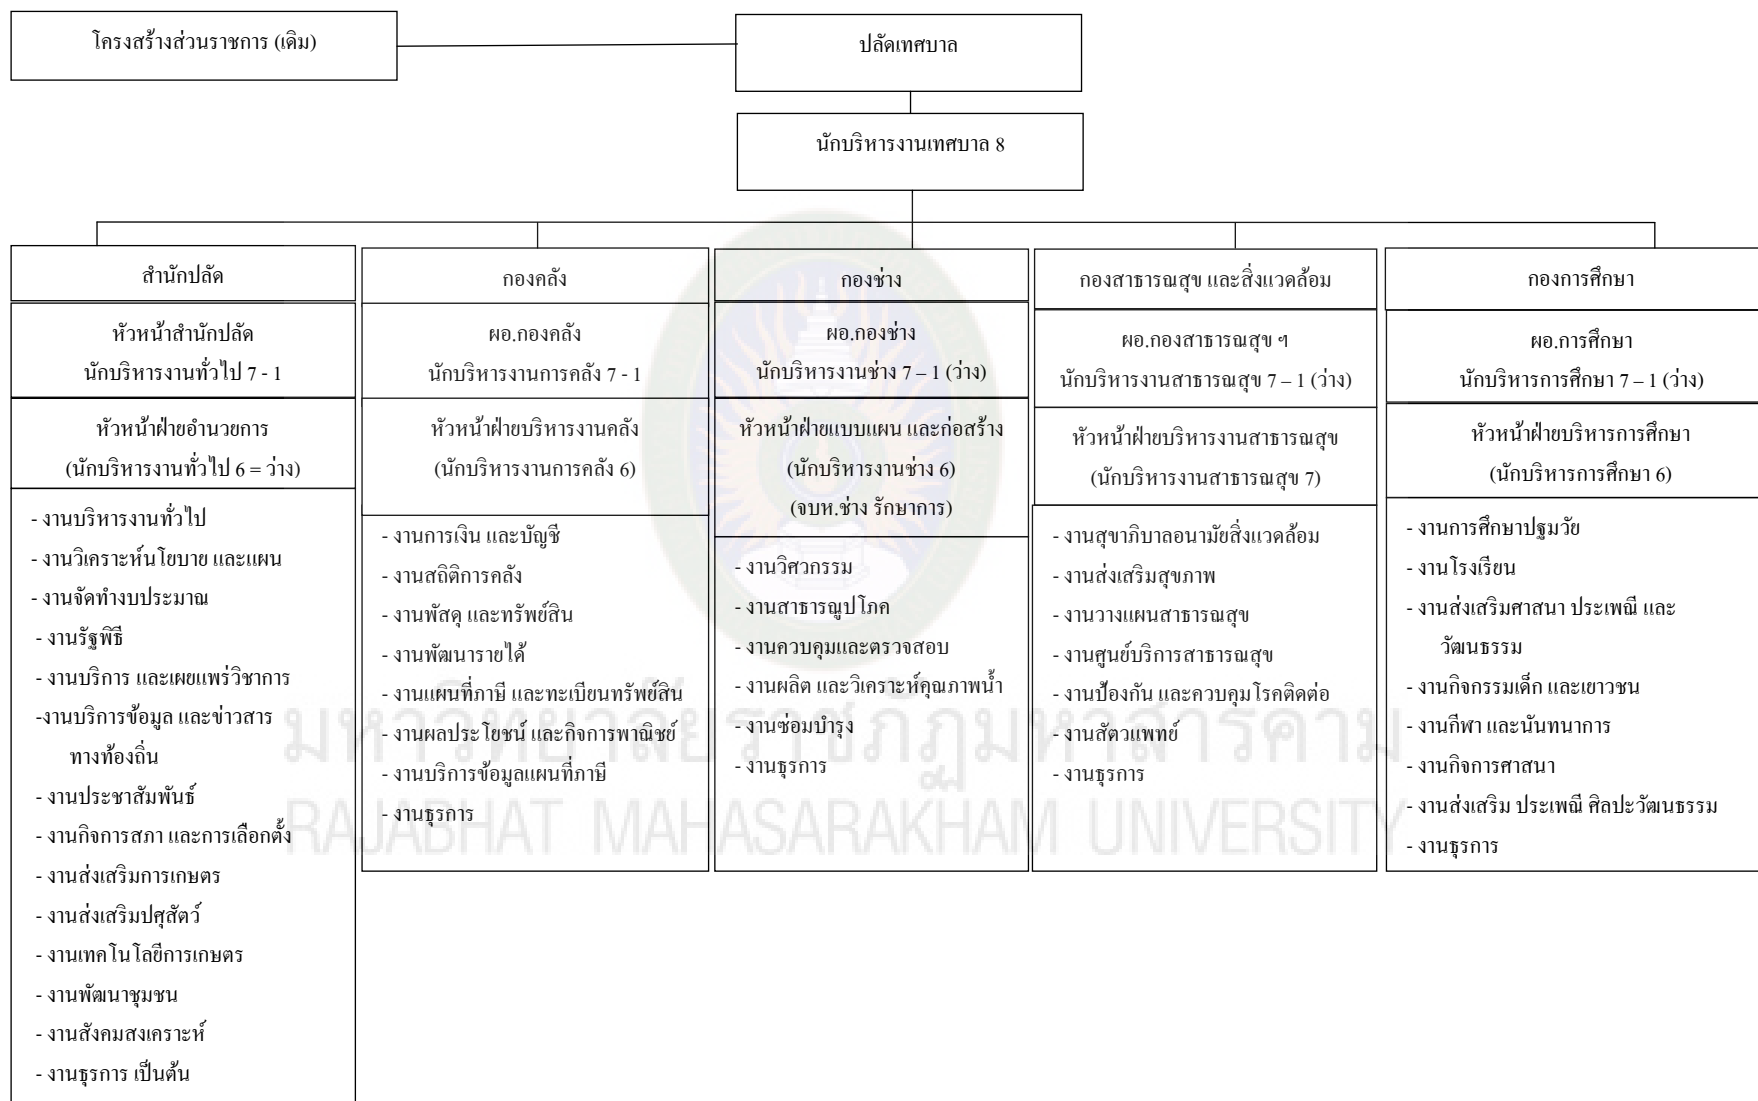 โครงสร้างส่วนราชการ (เดิม)
ปลัดเทศบาล
นักบริหารงานเทศบาล 8
สำนักปลัด
หัวหน้าสำนักปลัด
นักบริหารงานทั่วไป 7 - 1
หัวหน้าฝ่ายอำนวยการ
(นักบริหารงานทั่วไป 6 = ว่าง)
- งานบริหารงานทั่วไป
- งานวิเคราะห์นโยบาย และแผน
- งานจัดทำงบประมาณ
- งานรัฐพิธี
- งานบริการ และเผยแพร่วิชาการ
-งานบริการข้อมูล และข่าวสาร
ทางท้องถิ่น
- งานประชาสัมพันธ์
- งานกิจการสภา และการเลือกตั้ง
- งานส่งเสริมการเกษตร
- งานส่งเสริมปศุสัตว์
- งานเทคโนโลยีการเกษตร
- งานพัฒนาชุมชน
- งานสังคมสงเคราะห์
- งานธุรการ เป็นต้น
กองคลัง
ผอ.กองคลัง
นักบริหารงานการคลัง 7 - 1
หัวหน้าฝ่ายบริหารงานคลัง
(นักบริหารงานการคลัง 6)
- งานการเงิน และบัญชี
- งานสถิติการคลัง
- งานพัสดุ และทรัพย์สิน
- งานพัฒนารายได้
- งานแผนที่ภาษี และทะเบียนทรัพย์สิน
- งานผลประโยชน์ และกิจการพาณิชย์
- งานบริการข้อมูลแผนที่ภาษี
- งานธุรการ
กองช่าง
ผอ.กองช่าง
นักบริหารงานช่าง 7 – 1 (ว่าง)
หัวหน้าฝ่ายแบบแผน และก่อสร้าง
(นักบริหารงานช่าง 6)
(จบห.ช่าง รักษาการ)
- งานวิศวกรรม
- งานสาธารณูปโภค
- งานควบคุมและตรวจสอบ
- งานผลิต และวิเคราะห์คุณภาพน้ำ
- งานซ่อมบำรุง
- งานธุรการ
กองสาธารณสุข และสิ่งแวดล้อม
ผอ.กองสาธารณสุข ฯ
นักบริหารงานสาธารณสุข 7 – 1 (ว่าง)
หัวหน้าฝ่ายบริหารงานสาธารณสุข
(นักบริหารงานสาธารณสุข 7)
- งานสุขาภิบาลอนามัยสิ่งแวดล้อม
- งานส่งเสริมสุขภาพ
- งานวางแผนสาธารณสุข
- งานศูนย์บริการสาธารณสุข
- งานป้องกัน และควบคุมโรคติดต่อ
- งานสัตวแพทย์
- งานธุรการ
กองการศึกษา
ผอ.การศึกษา
นักบริหารการศึกษา 7 – 1 (ว่าง)
หัวหน้าฝ่ายบริหารการศึกษา
(นักบริหารการศึกษา 6)
- งานการศึกษาปฐมวัย
- งานโรงเรียน
- งานส่งเสริมศาสนา ประเพณี และ
วัฒนธรรม
- งานกิจกรรมเด็ก และเยาวชน
- งานกีฬา และนันทนาการ
- งานกิจการศาสนา
- งานส่งเสริม ประเพณี ศิลปะวัฒนธรรม
- งานธุรการ
มหาวิทยาลัยราชภัฏมหาสารคาม
RAJABHAT MAHASARAKHAM UNIVERSITY